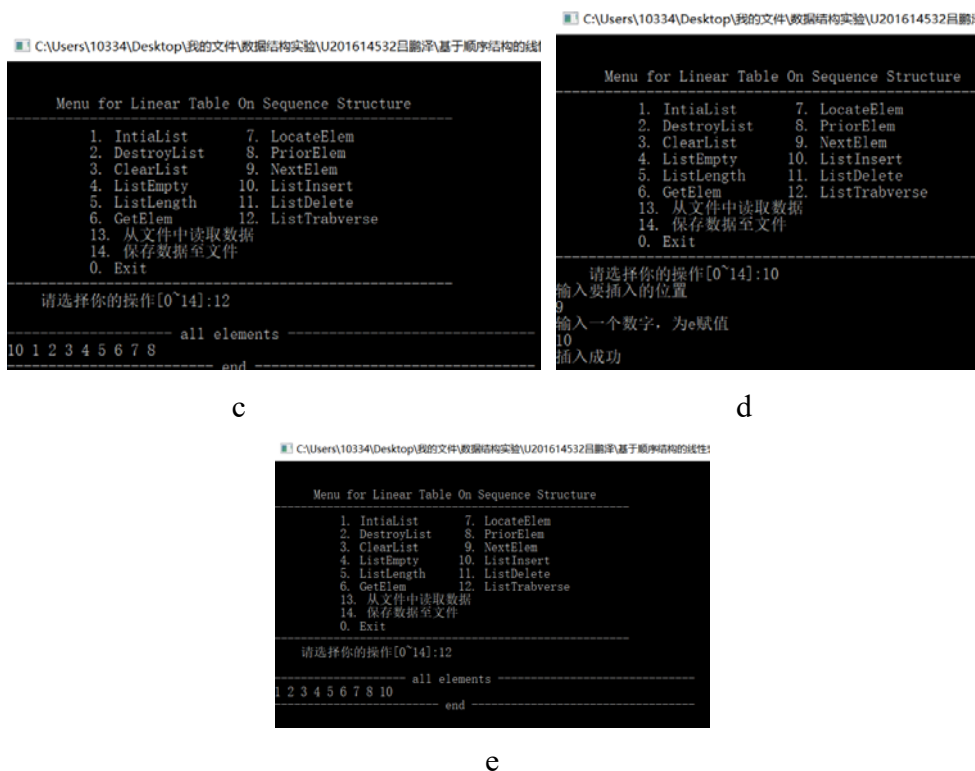 C:\Users\10334\Desktop\我的文件\数据结构实验\U201614532吕鹏泽\基于顺序结构的线
Menu for Linear Table On Sequence Structure
1. IntiaList 7. LocateElem
2. DestroyList 8. PriorElem
3. ClearList 9. NextElem
4. ListEmpty 10. ListInsert
5. ListLength 11. ListDelete
6. GetElem 12. ListTrabverse
13. 从文件中读取数据
14. 保存数据至文件
0. Exit
请选择你的操作[0~14]:12
all elements
10 1 2 3 4 5 6 7 8
end
c
C:\Users\10334\Desktop\我的文件\数据结构实验\U201614532吕鹏
Menu for Linear Table On Sequence Structure
1. IntiaList 7. LocateElem
2. DestroyList 8. PriorElem
3. ClearList 9. NextElem
4. ListEmpty 10. ListInsert
5. ListLength 11. ListDelete
6. GetElem 12. ListTrabverse
13. 从文件中读取数据
14. 保存数据至文件
0. Exit
请选择你的操作[0~14]:10
输入要插入的位置
9
输入一个数字，为e赋值
10
插入成功
d
C:\Users\10334\Desktop\我的文件\数据结构实验\U201614532吕鹏泽\基于顺序结构的线性
Menu for Linear Table On Sequence Structure
1. IntiaList 7. LocateElem
2. DestroyList 8. PriorElem
3. ClearList 9. NextElem
4. ListEmpty 10. ListInsert
5. ListLength 11. ListDelete
6. GetElem 12. ListTrabverse
13. 从文件中读取数据
14. 保存数据至文件
0. Exit
请选择你的操作[0~14]:12
all elements
1 2 3 4 5 6 7 8 10
end
e